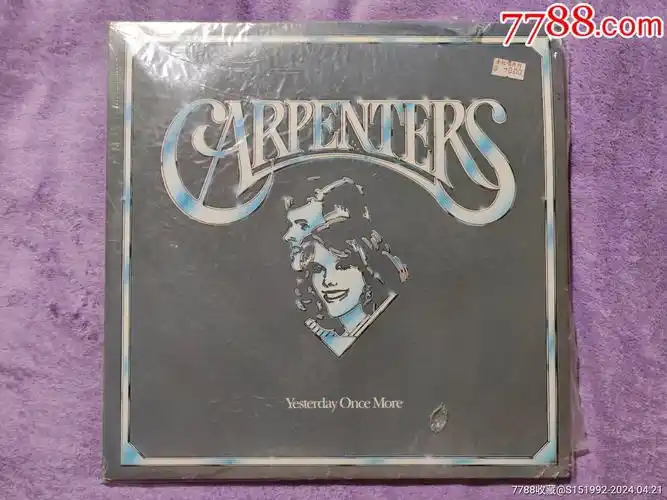 7788.com
CARPENTERS
Yesterday Once More
7788收藏@S151992-2024.04.21